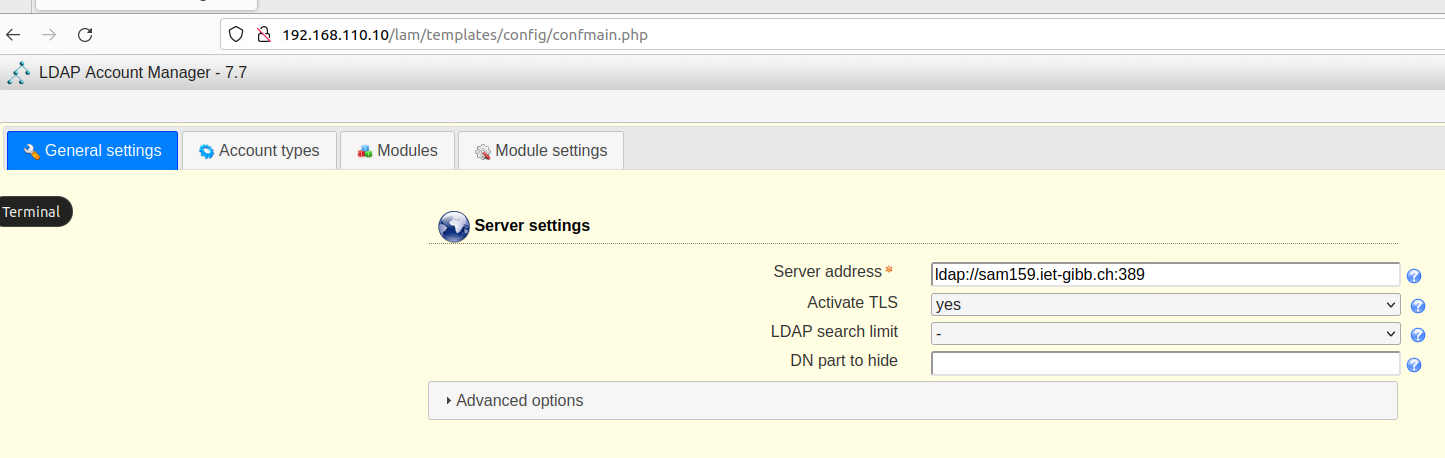 192.168.110.10/lam/templates/config/confmain.php
LDAP Account Manager - 7.7
General settings Account types Modules Module settings
Terminal
Server settings
Server address * ldap://sam159.iet-gibb.ch:389
Activate TLS yes
LDAP search limit -
DN part to hide
Advanced options